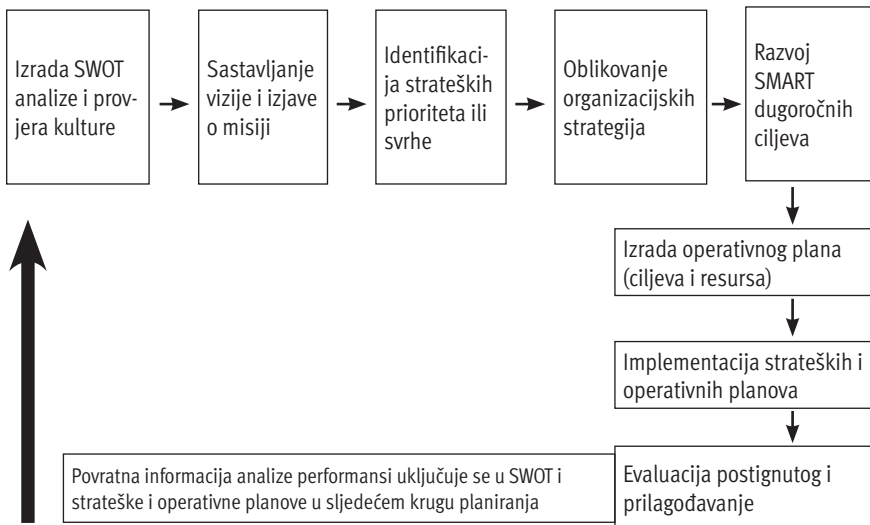 Izrada SWOT
analize i prov-
jera kulture
Sastavljanje
vizije i izjave
o misiji
Identifikaci-
ja strateških
prioriteta ili
svrhe
Oblikovanje
organizacijskih
strategija
Razvoj
SMART
dugoročnih
ciljeva
Izrada operativnog plana
(ciljeva i resursa)
Implementacija strateških i
operativnih planova
Evaluacija postignutog i
prilagođavanje
Povratna informacija analize performansi uključuje se u SWOT i
strateške i operativne planove u sljedećem krugu planiranja